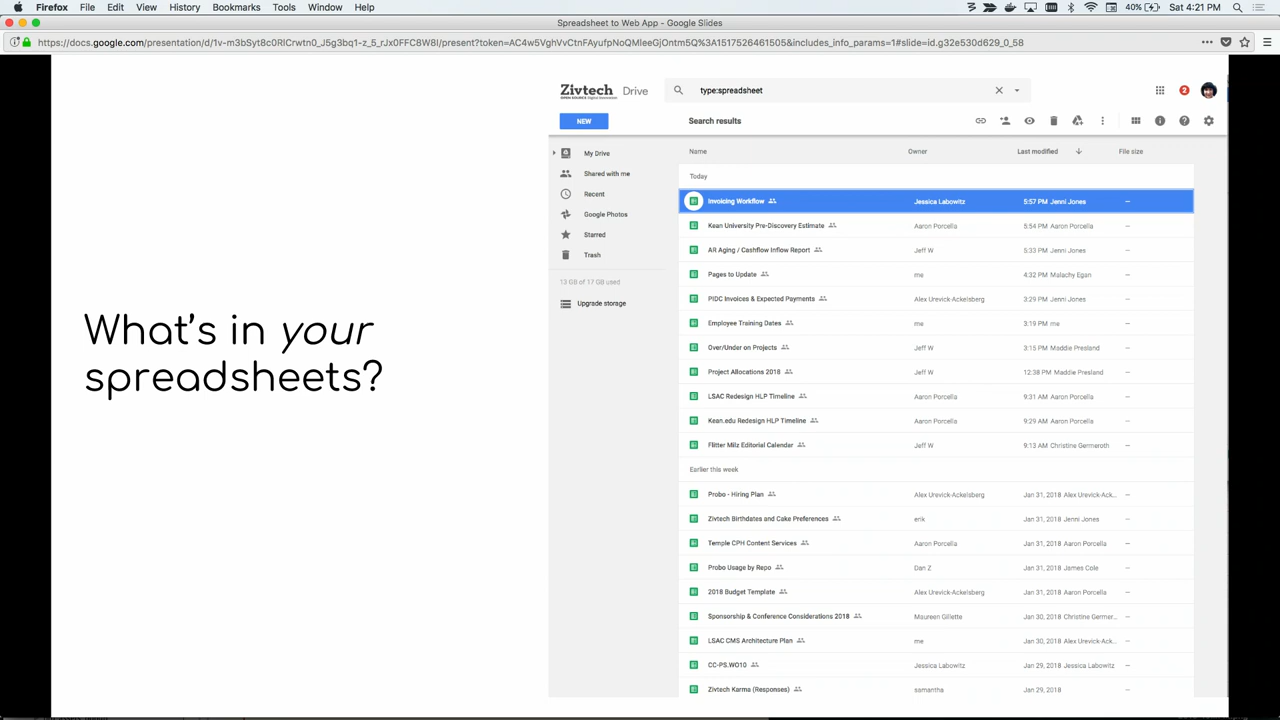 Firefox File Edit View History Bookmarks Tools Window Help 40% Sat 4:21 PM
Spreadsheet to Web App - Google Slides
https://docs.google.com/presentation/d/1v-m3bSyt8c0RICrwtn0_J5g3bq1-z_5_rJx0FFC8W8I/present?token=AC4w5VghVvCtnFAyufpNoQMIeeGjOntm5Q%3A1517526461505&includes_info_params=1#slide=id.g32e530d629_0_58
Zivtech Drive type:spreadsheet 2
NEW Search results
Name Owner Last modified File size
My Drive
Shared with me
Recent
Google Photos
Starred
Trash
13 GB of 17 GB used
Upgrade storage
Today
Invoicing Workflow Jessica Labowitz 5:57 PM Jenni Jones —
Kean University Pre-Discovery Estimate Aaron Porcella 5:54 PM Aaron Porcella —
AR Aging / Cashflow Inflow Report Jeff W 5:33 PM Jenni Jones —
Pages to Update me 4:32 PM Malachy Egan —
PIDC Invoices & Expected Payments Alex Urevick-Ackelsberg 3:29 PM Jenni Jones —
Employee Training Dates me 3:19 PM me —
Over/Under on Projects Jeff W 3:15 PM Maddie Presland —
Project Allocations 2018 Jeff W 12:38 PM Maddie Presland —
LSAC Redesign HLP Timeline Aaron Porcella 9:31 AM Aaron Porcella —
Kean.edu Redesign HLP Timeline Aaron Porcella 9:29 AM Aaron Porcella —
Flitter Milz Editorial Calendar Jeff W 9:13 AM Christine Germeroth —
Earlier this week
Probo - Hiring Plan Alex Urevick-Ackelsberg Jan 31, 2018 Alex Urevick-Ack... —
Zivtech Birthdates and Cake Preferences erik Jan 31, 2018 Jenni Jones —
Temple CPH Content Services Aaron Porcella Jan 31, 2018 Aaron Porcella —
Probo Usage by Repo Dan Z Jan 31, 2018 James Cole —
2018 Budget Template Alex Urevick-Ackelsberg Jan 31, 2018 Aaron Porcella —
Sponsorship & Conference Considerations 2018 Maureen Gillette Jan 30, 2018 Christine Germer... —
LSAC CMS Architecture Plan me Jan 30, 2018 Alex Urevick-Ack... —
CC-PS.WO10 Jessica Labowitz Jan 29, 2018 Jessica Labowitz —
Zivtech Karma (Responses) samantha Jan 29, 2018 —
What's in your
spreadsheets?